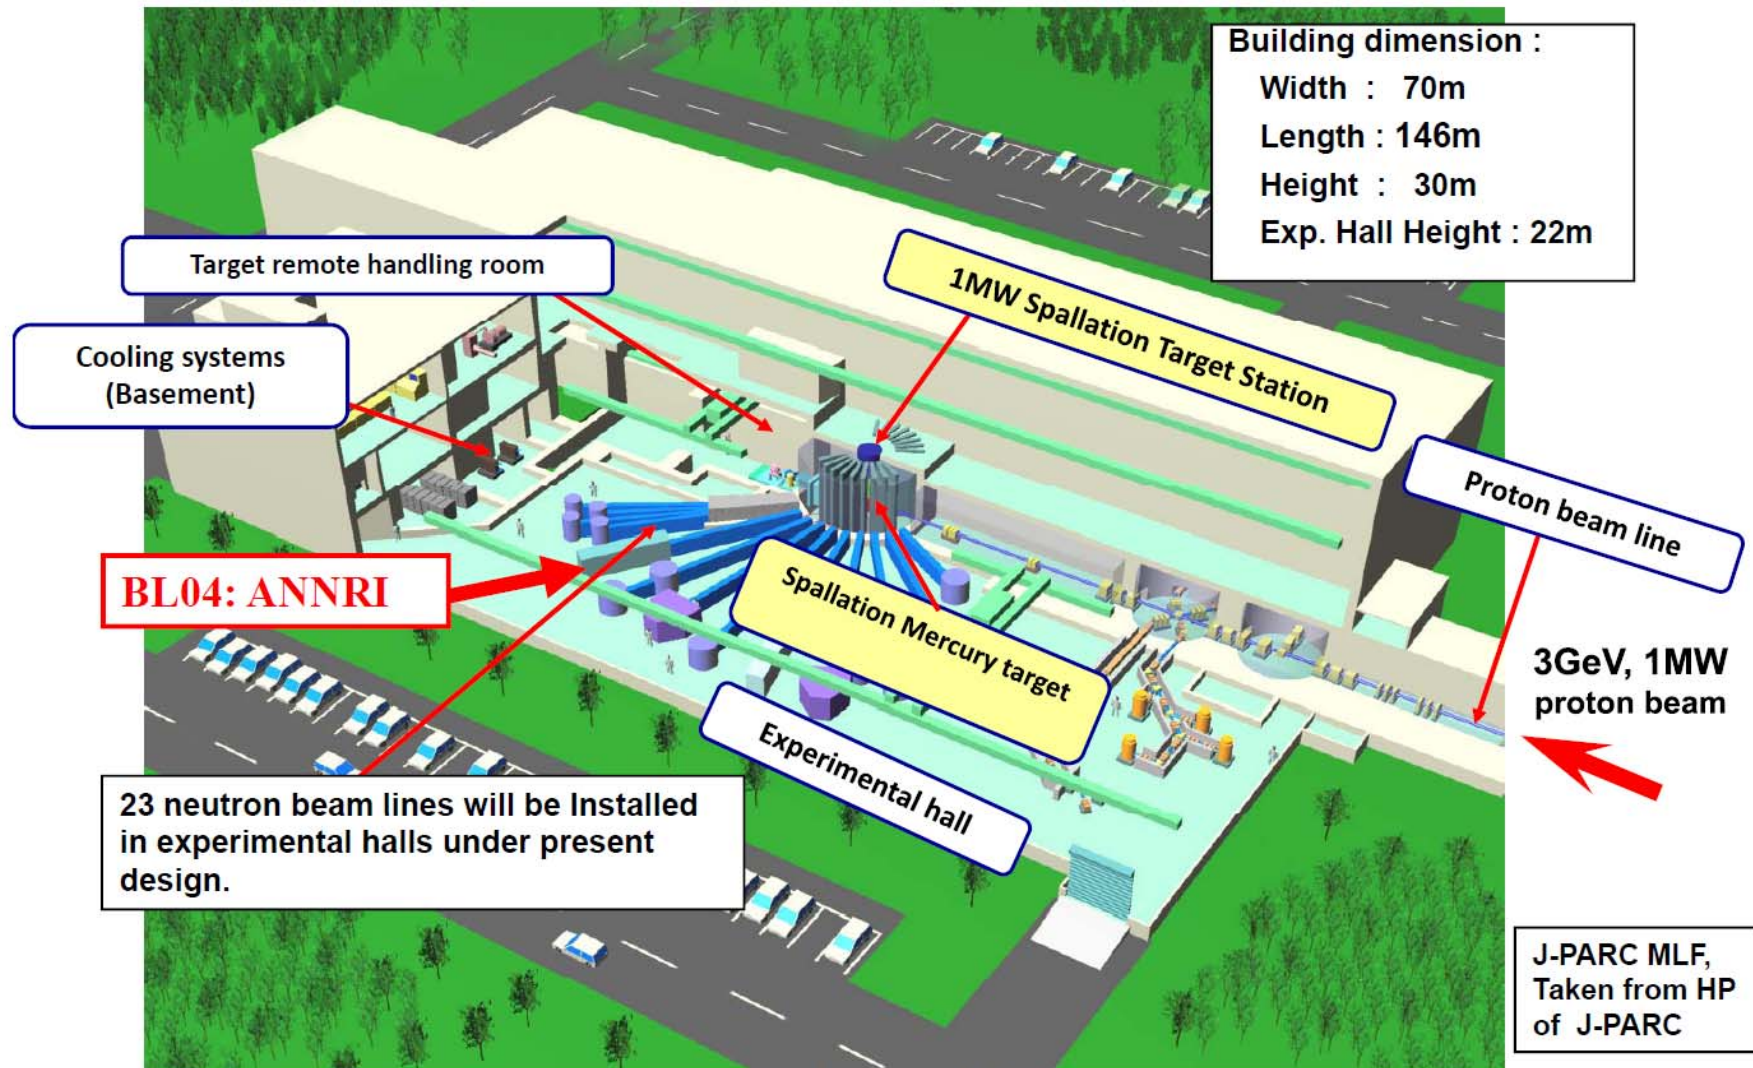 Building dimension :
Width : 70m
Length : 146m
Height : 30m
Exp. Hall Height : 22m
Target remote handling room
1MW Spallation Target Station
Cooling systems
(Basement)
Proton beam line
BL04: ANNRI
Spallation Mercury target
3GeV, 1MW
proton beam
Experimental hall
23 neutron beam lines will be Installed
in experimental halls under present
design.
J-PARC MLF,
Taken from HP
of J-PARC